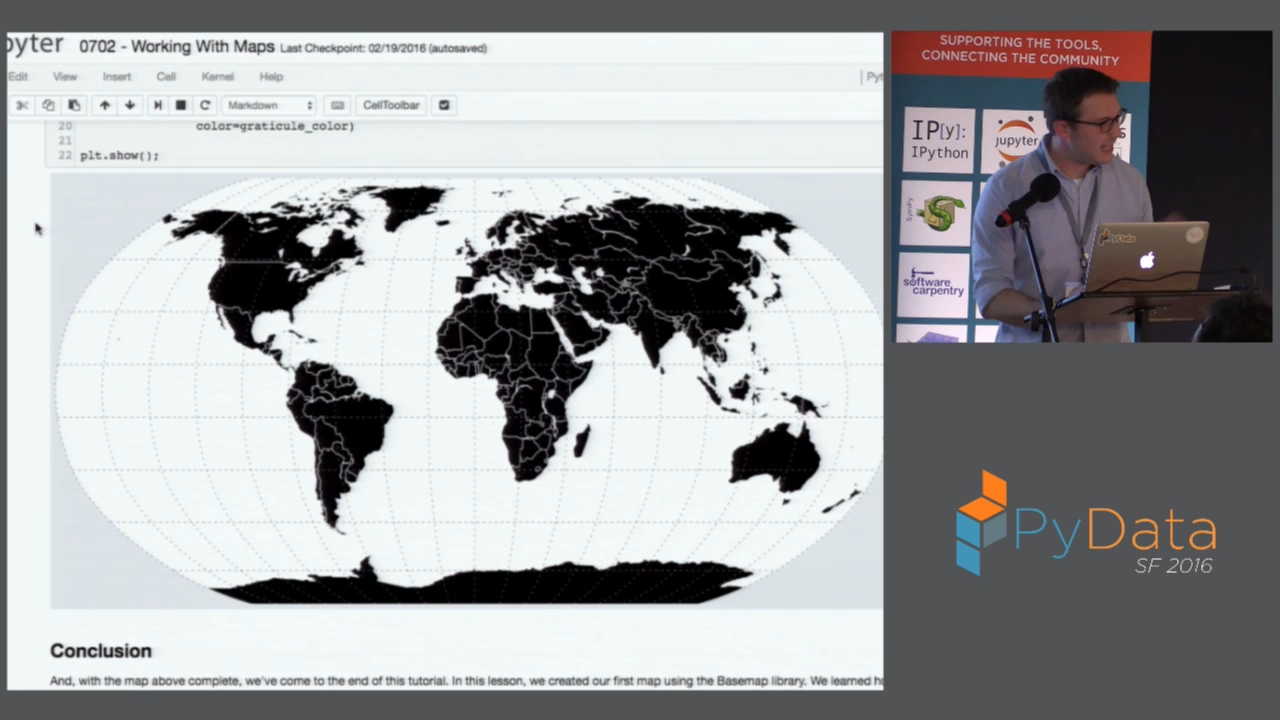 pyter 0702 - Working With Maps Last Checkpoint: 02/19/2016 (autosaved)
Edit View Insert Cell Kernel Help
Markdown CellToolbar
20 color=graticule_color)
21
22 plt.show();
Conclusion
And, with the map above complete, we've come to the end of this tutorial. In this lesson, we created our first map using the Basemap library. We learned
SUPPORTING THE TOOLS,
CONNECTING THE COMMUNITY
IP[y]:
IPython
jupyter
SymPy
software
carpentry
PyData
PyData
SF 2016